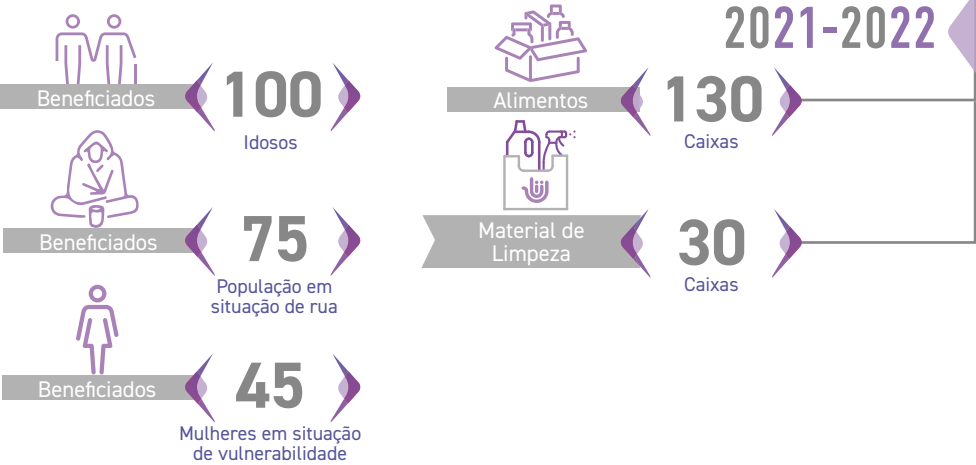 2021-2022
Beneficiados
100
Idosos
Beneficiados
75
População em
situação de rua
Beneficiados
45
Mulheres em situação
de vulnerabilidade
Alimentos
130
Caixas
Material de
Limpeza
30
Caixas